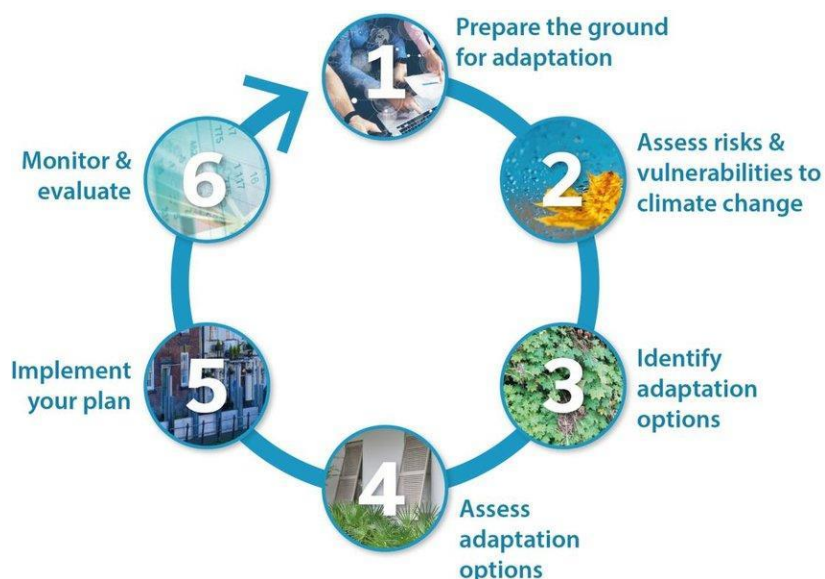 1
Prepare the ground
for adaptation
2
Assess risks &
vulnerabilities to
climate change
3
Identify
adaptation
options
4
Assess
adaptation
options
5
Implement
your plan
6
Monitor &
evaluate